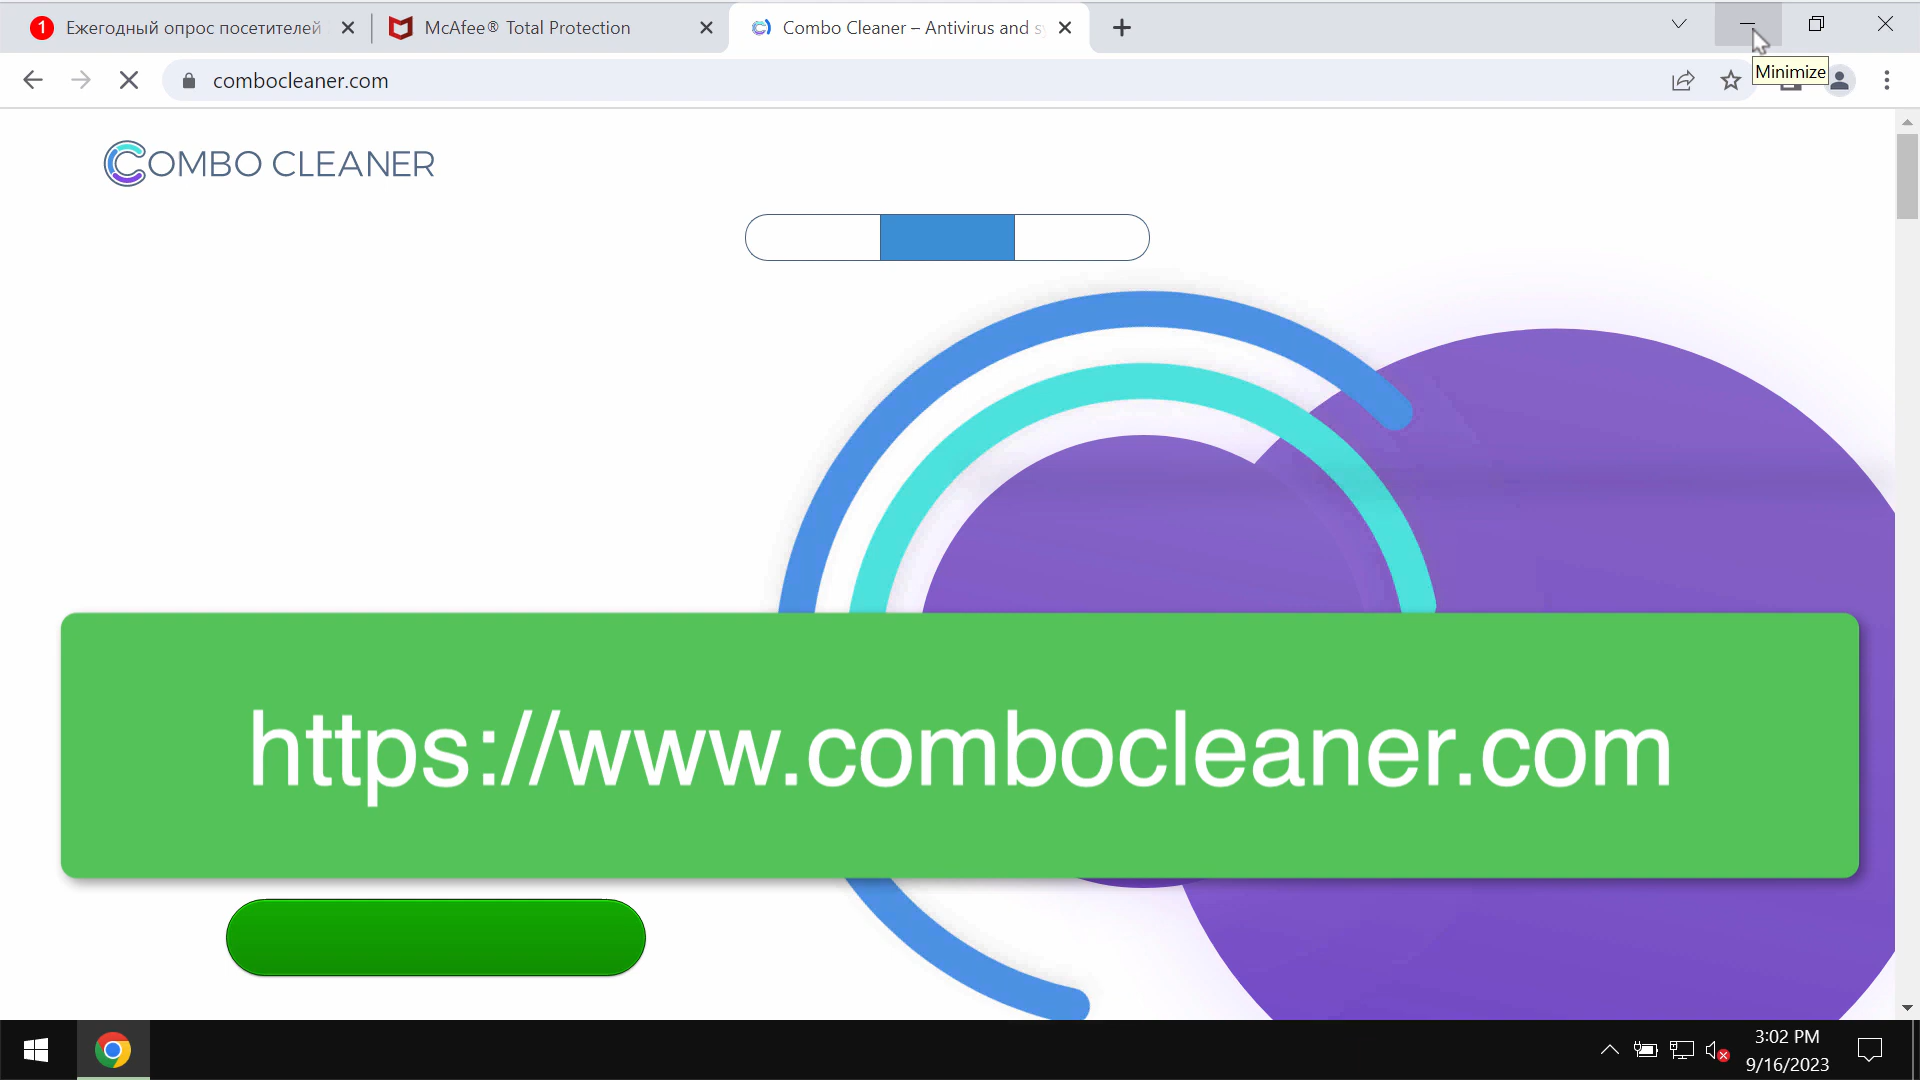 1 Ежегодный опрос посетителей
McAfee® Total Protection
Combo Cleaner – Antivirus and sy
combocleaner.com
Minimize
COMBO CLEANER
https://www.combocleaner.com
3:02 PM
9/16/2023